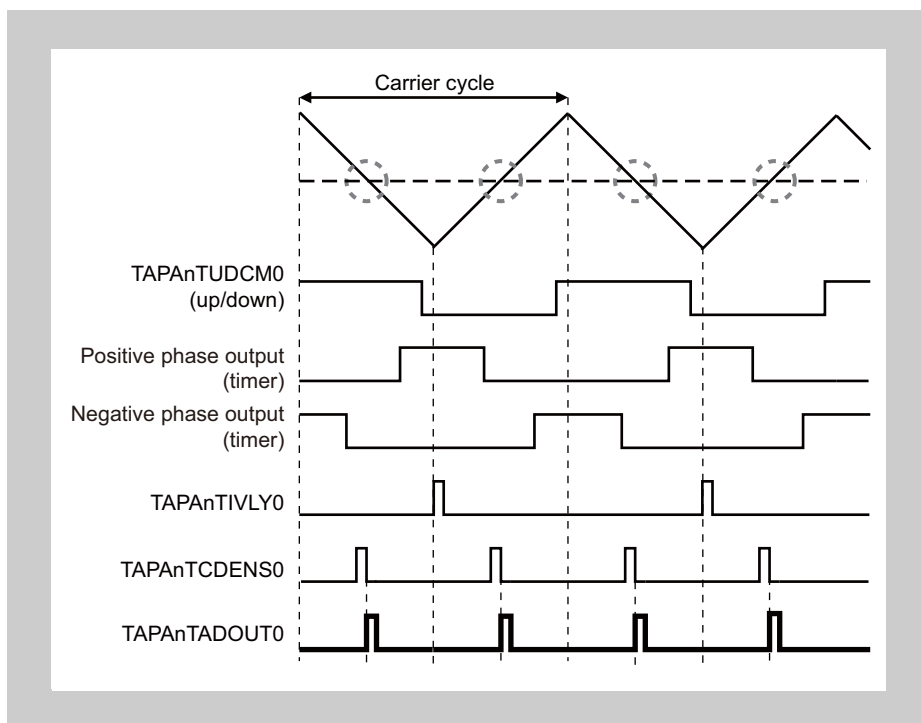 Carrier cycle
TAPAnTUDCM0
(up/down)
Positive phase output
(timer)
Negative phase output
(timer)
TAPAnTIVLY0
TAPAnTCDENS0
TAPAnTADOUT0